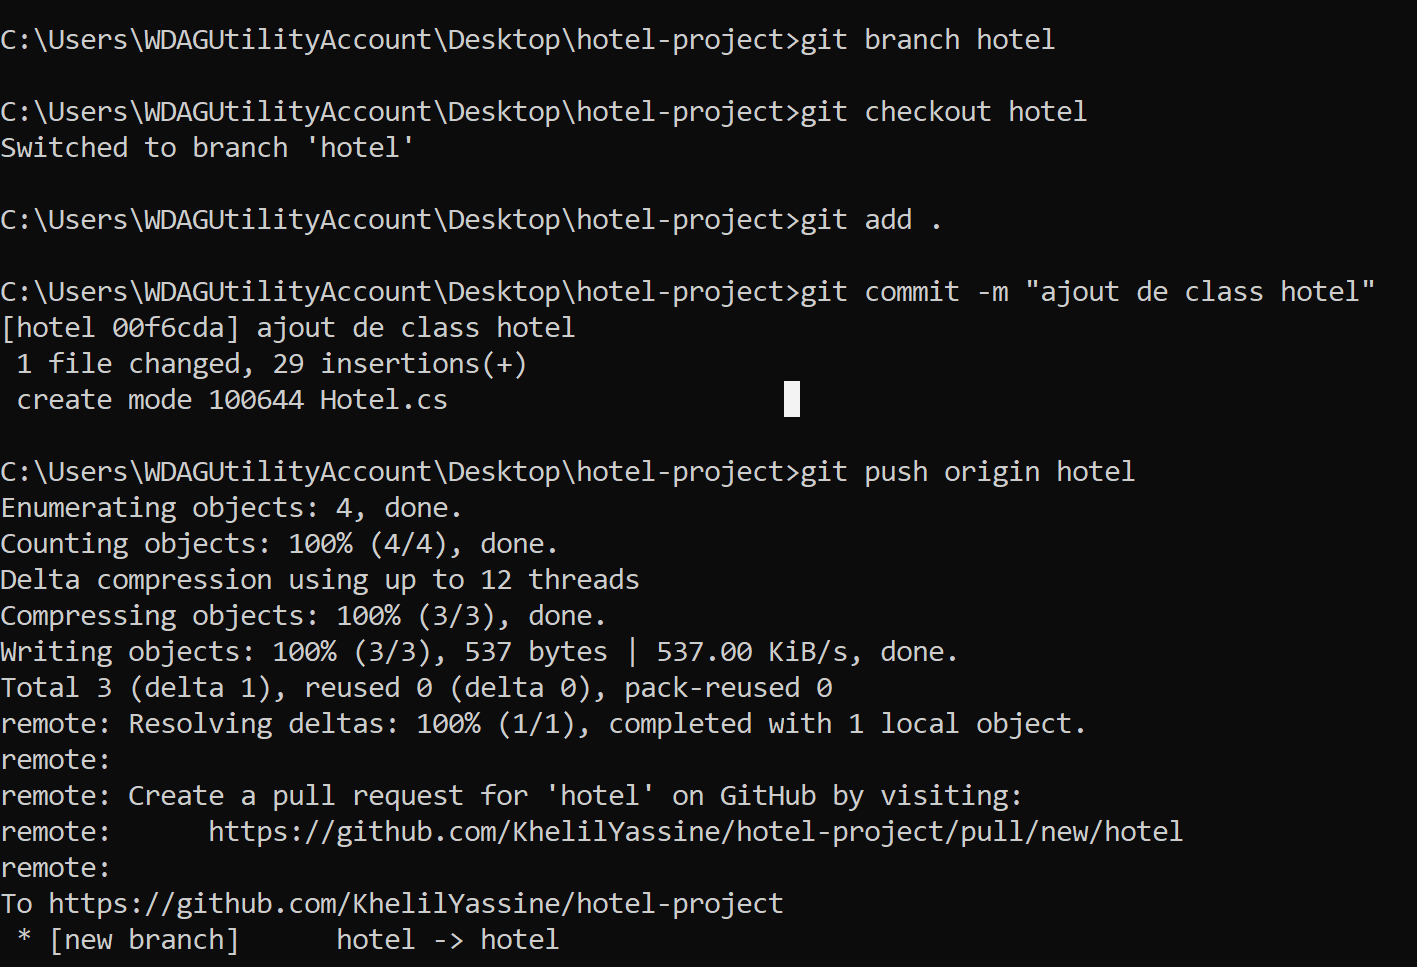 C:\Users\WDAGUtilityAccount\Desktop\hotel-project>git branch hotel
C:\Users\WDAGUtilityAccount\Desktop\hotel-project>git checkout hotel
Switched to branch 'hotel'
C:\Users\WDAGUtilityAccount\Desktop\hotel-project>git add .
C:\Users\WDAGUtilityAccount\Desktop\hotel-project>git commit -m "ajout de class hotel"
[hotel 00f6cda] ajout de class hotel
 1 file changed, 29 insertions(+)
 create mode 100644 Hotel.cs
C:\Users\WDAGUtilityAccount\Desktop\hotel-project>git push origin hotel
Enumerating objects: 4, done.
Counting objects: 100% (4/4), done.
Delta compression using up to 12 threads
Compressing objects: 100% (3/3), done.
Writing objects: 100% (3/3), 537 bytes | 537.00 KiB/s, done.
Total 3 (delta 1), reused 0 (delta 0), pack-reused 0
remote: Resolving deltas: 100% (1/1), completed with 1 local object.
remote:
remote: Create a pull request for 'hotel' on GitHub by visiting:
remote:      https://github.com/KhelilYassine/hotel-project/pull/new/hotel
remote:
To https://github.com/KhelilYassine/hotel-project
 * [new branch]      hotel -> hotel